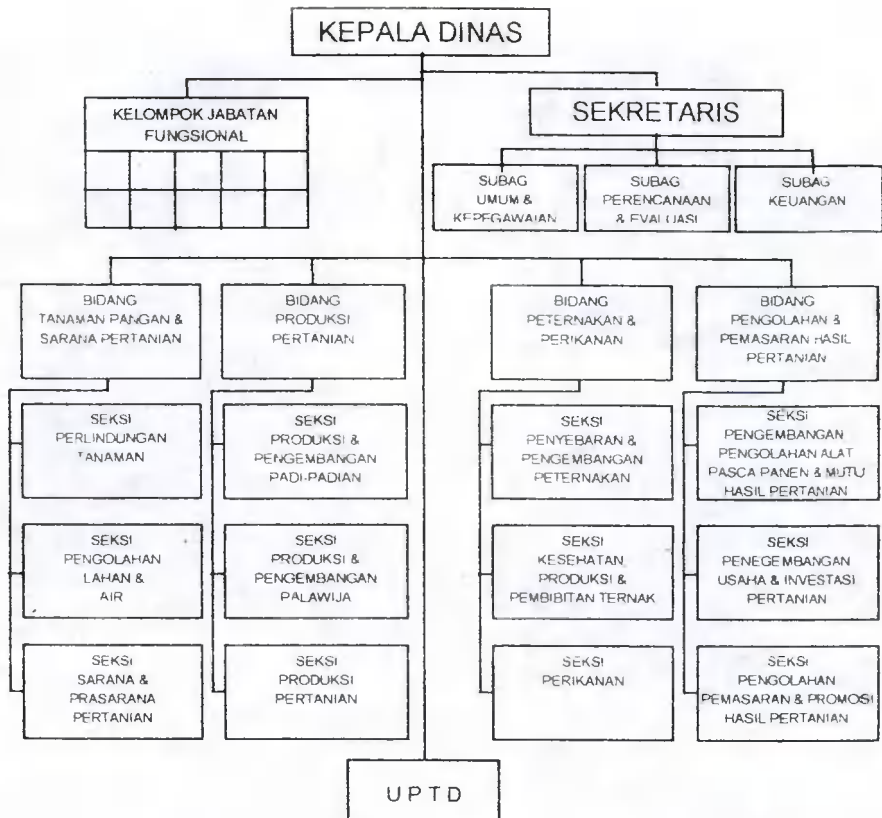 KEPALA DINAS
KELOMPOK JABATAN
FUNGSIONAL
SEKRETARIS
SUBAG
UMUM &
KEPEGAWAIAN
SUBAG
PERENCANAAN
& EVALUASI
SUBAG
KEUANGAN
BIDANG
TANAMAN PANGAN &
SARANA PERTANIAN
BIDANG
PRODUKSI
PERTANIAN
BIDANG
PETERNAKAN &
PERIKANAN
BIDANG
PENGOLAHAN &
PEMASARAN HASIL
PERTANIAN
SEKSI
PERLINDUNGAN
TANAMAN
SEKSI
PRODUKSI &
PENGEMBANGAN
PADI-PADIAN
SEKSI
PENYEBARAN &
PENGEMBANGAN
PETERNAKAN
SEKSI
PENGEMBANGAN
PENGOLAHAN ALAT
PASCA PANEN & MUTU
HASIL PERTANIAN
SEKSI
PENGOLAHAN
LAHAN &
AIR
SEKSI
PRODUKSI &
PENGEMBANGAN
PALAWIJA
SEKSI
KESEHATAN
PRODUKSI &
PEMBIBITAN TERNAK
SEKSI
PENEGEMBANGAN
USAHA & INVESTASI
PERTANIAN
SEKSI
SARANA &
PRASARANA
PERTANIAN
SEKSI
PRODUKSI
PERTANIAN
SEKSI
PERIKANAN
SEKSI
PENGOLAHAN
PEMASARAN & PROMOSI
HASIL PERTANIAN
U P T D